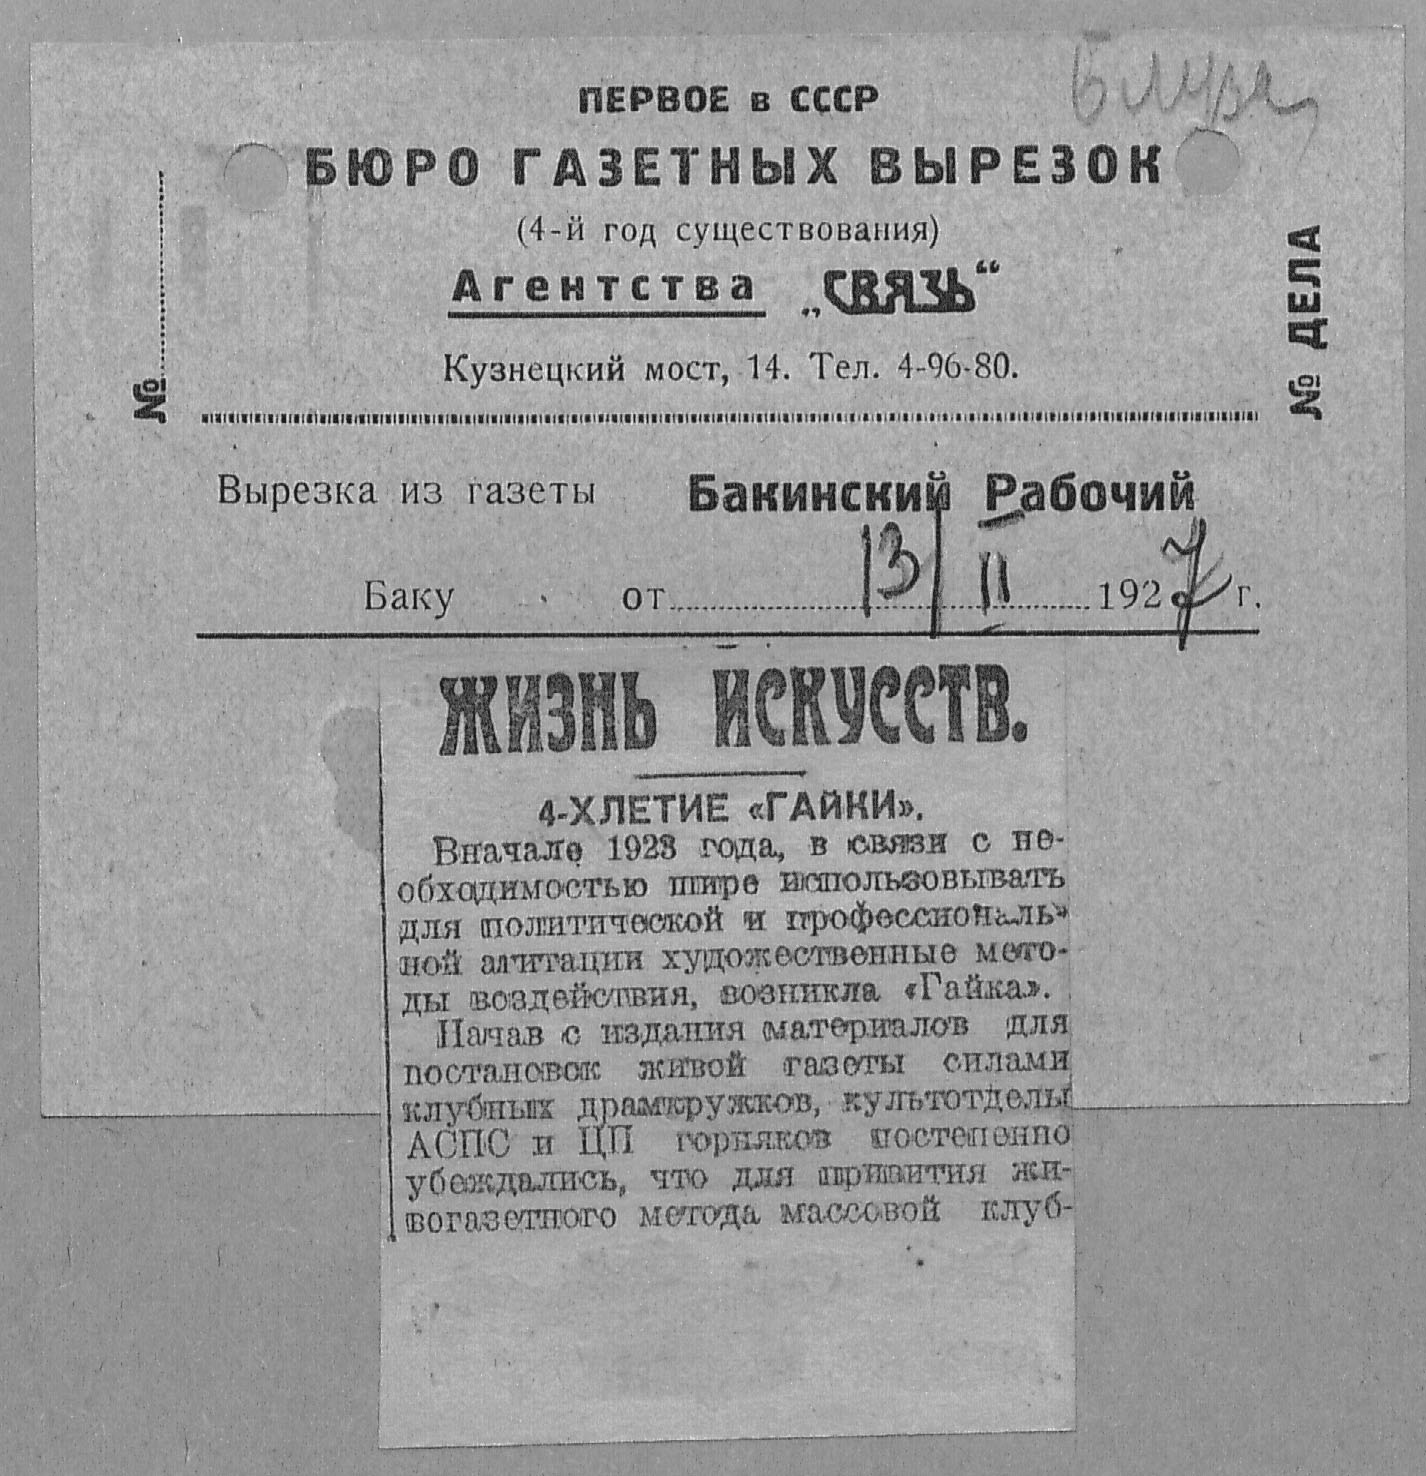 ПЕРВОЕ в СССР
БЮРО ГАЗЕТНЫХ ВЫРЕЗОК
(4-й год существования)
Агентства „СВЯЗЬ“
Кузнецкий мост, 14. Тел. 4-96-80.
№
№ ДЕЛА
Вырезка из газеты Бакинский Рабочий
Баку от 13/II 1927 г.
ЖИЗНЬ ИСКУССТВ.
4-ХЛЕТИЕ «ГАЙКИ».
Вначале 1923 года, в связи с не-
обходимостью шире использовывать
для политической и профессиональ-
ной агитации художественные мето-
ды воздействия, возникла «Гайка».
Начав с издания материалов для
постановок живой газеты силами
клубных драмкружков, культотделы
АСПС и ЦП горняков постепенно
убеждались, что для привития жи-
вогазетного метода массовой клуб-